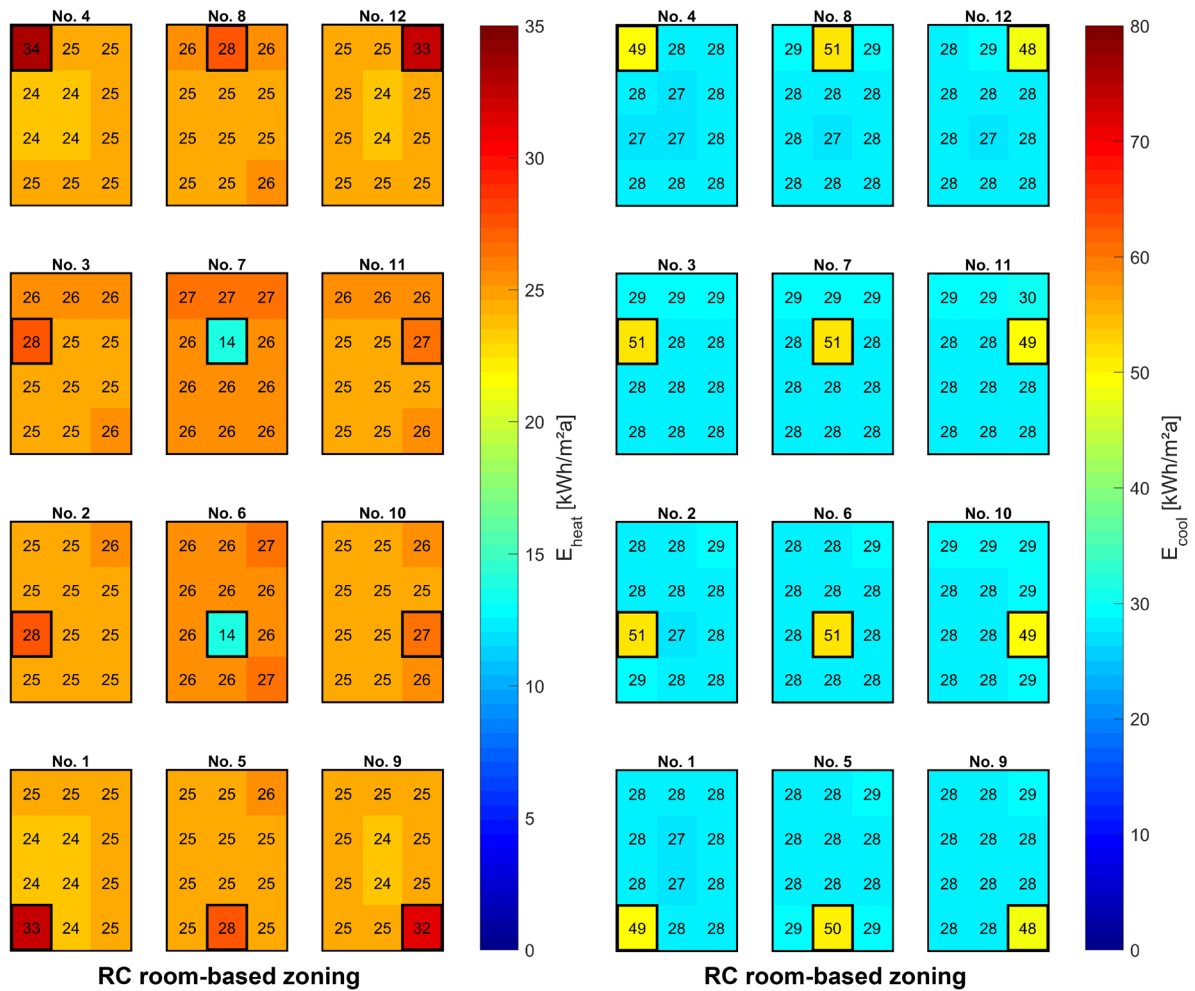 No. 4 No. 8 No. 12 35 No. 4 No. 8 No. 12 80
34 25 25 26 28 26 25 25 33 49 28 28 29 51 29 28 29 48
24 24 25 25 25 25 25 24 25 70 28 27 28 28 28 28 28 28 28
24 24 25 25 25 25 25 24 25 30 27 27 28 28 27 28 28 27 28
25 25 25 25 25 26 25 25 25 28 28 28 28 28 28 28 28 28
60
No. 3 No. 7 No. 11 No. 3 No. 7 No. 11
26 26 26 27 27 27 26 26 26 25 29 29 29 29 29 29 29 29 30
28 25 25 26 14 26 25 25 27 51 28 28 28 51 28 28 28 49
50
25 25 25 26 26 26 25 25 25 28 28 28 28 28 28 28 28 28
25 25 26 26 26 26 25 25 26 20 28 28 28 28 28 28 28 28 28
E_heat [kWh/m²a]
E_cool [kWh/m²a]
40
No. 2 No. 6 No. 10 No. 2 No. 6 No. 10
25 25 26 26 26 27 25 25 26 15 28 28 29 28 28 29 29 29 29
25 25 25 26 26 26 25 25 25 28 28 28 28 28 28 28 28 29
30
28 25 25 26 14 26 25 25 27 51 27 28 28 51 28 28 28 49
25 25 25 26 26 27 25 25 26 10 29 28 28 28 28 28 28 28 29
20
No. 1 No. 5 No. 9 No. 1 No. 5 No. 9
25 25 25 25 25 26 25 25 25 28 28 28 28 28 29 28 28 29
24 24 25 25 25 25 25 24 25 5 28 27 28 28 28 28 28 28 28
10
24 24 25 25 25 25 25 24 25 28 27 28 28 28 28 28 28 28
33 24 25 25 28 25 25 25 32 49 28 28 29 50 29 28 28 48
0 0
RC room-based zoning RC room-based zoning